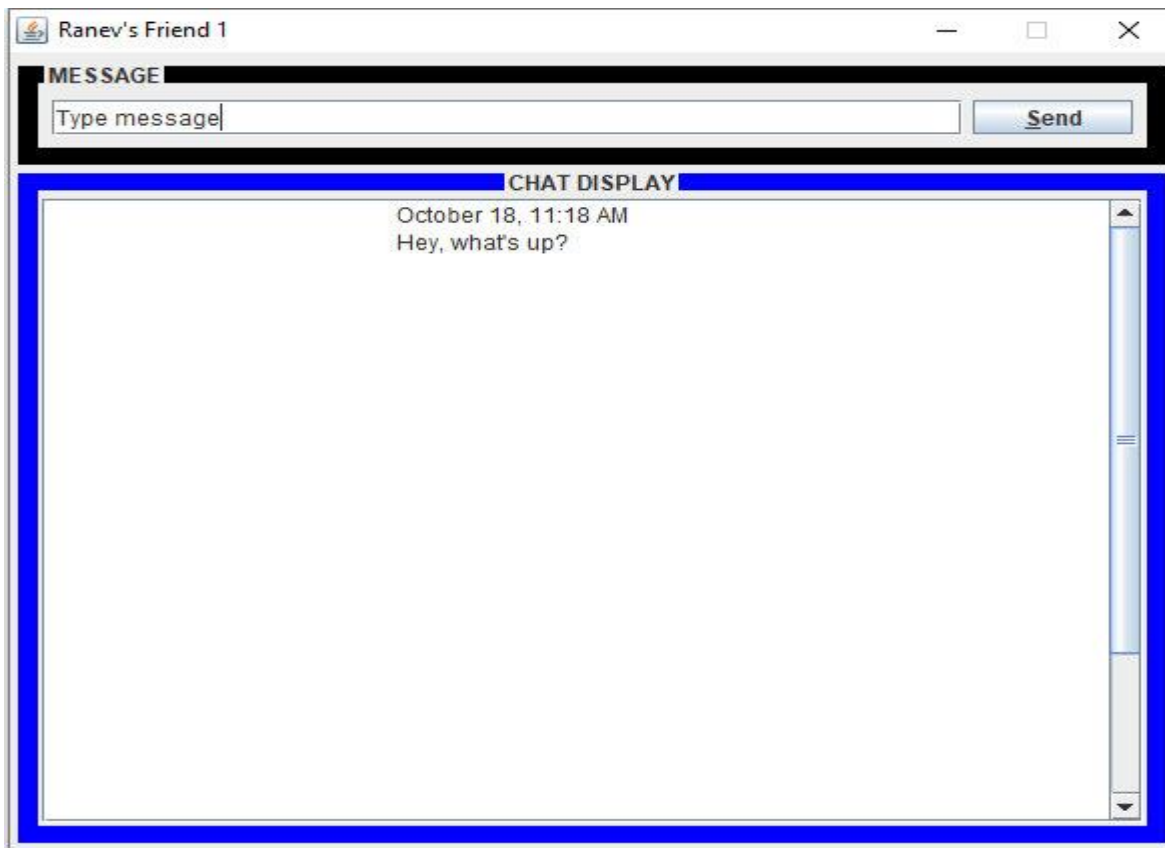 Ranev's Friend 1
MESSAGE
Type message
Send
CHAT DISPLAY
October 18, 11:18 AM
Hey, what's up?